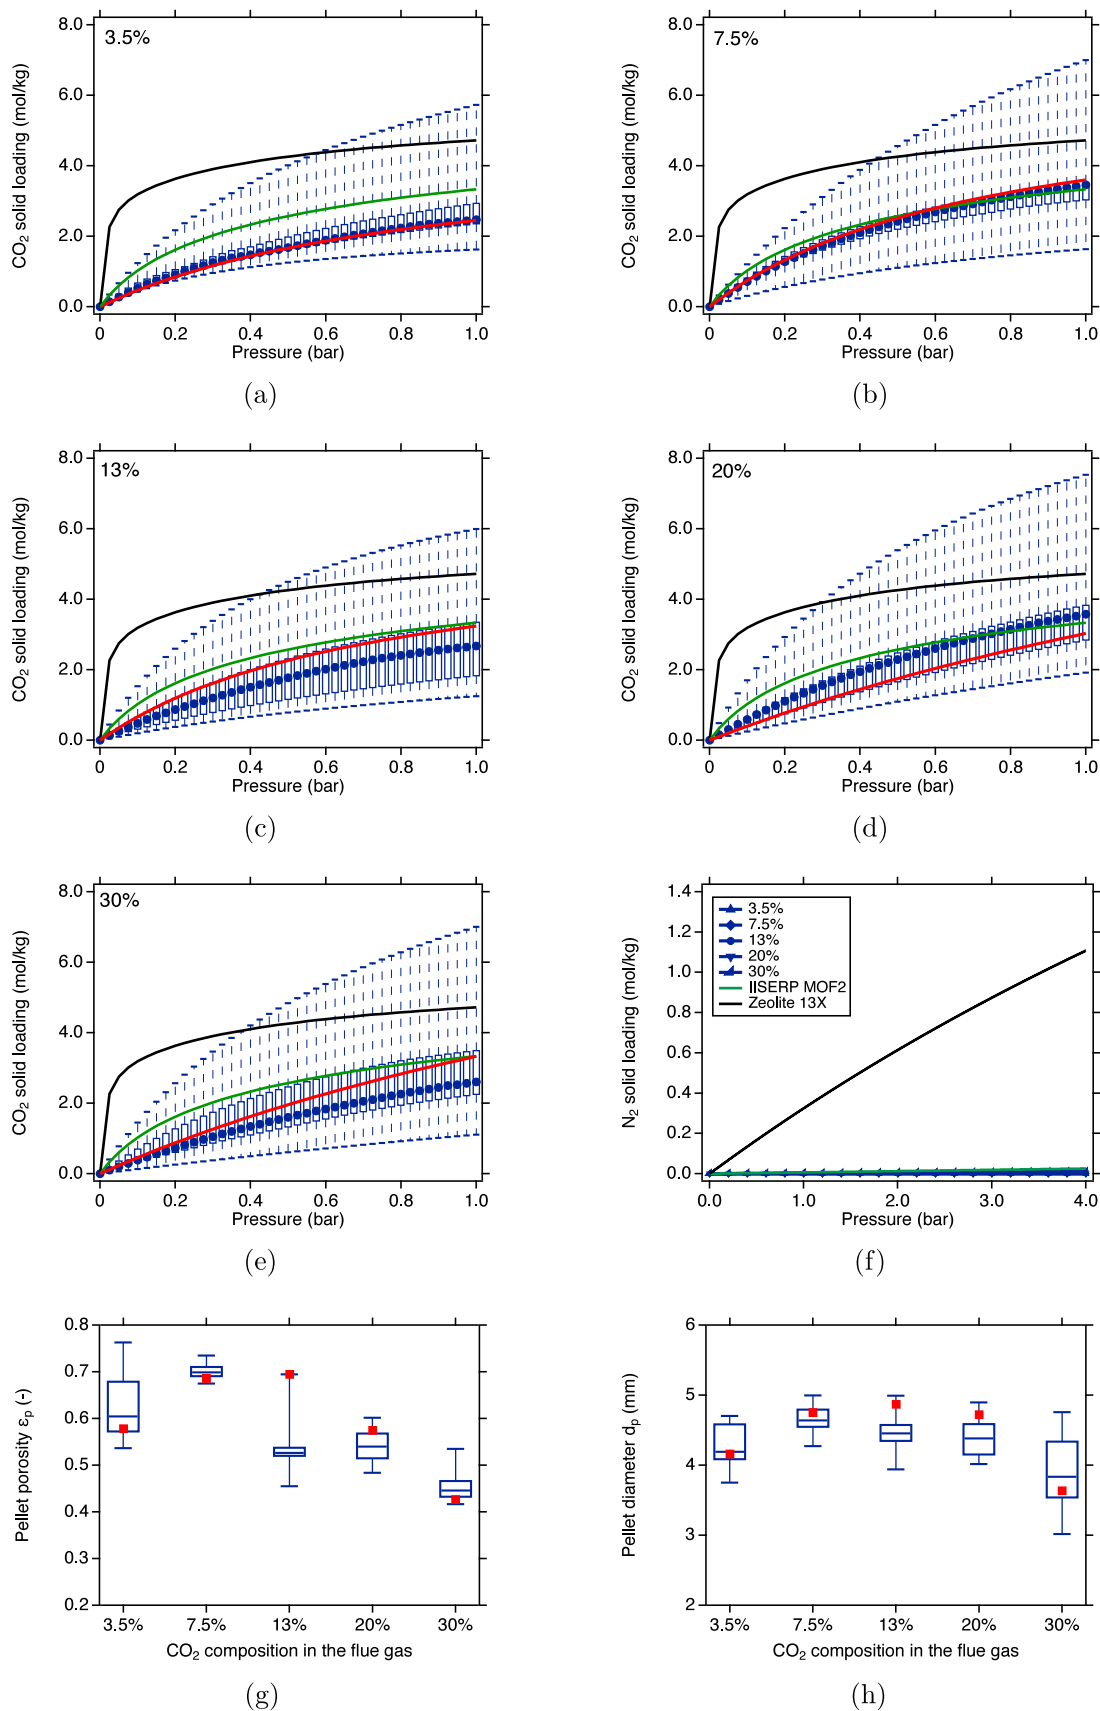 3.5%
8.0
6.0
4.0
2.0
0.0
CO2 solid loading (mol/kg)
0 0.2 0.4 0.6 0.8 1.0
Pressure (bar)
(a)
7.5%
8.0
6.0
4.0
2.0
0.0
CO2 solid loading (mol/kg)
0 0.2 0.4 0.6 0.8 1.0
Pressure (bar)
(b)
13%
8.0
6.0
4.0
2.0
0.0
CO2 solid loading (mol/kg)
0 0.2 0.4 0.6 0.8 1.0
Pressure (bar)
(c)
20%
8.0
6.0
4.0
2.0
0.0
CO2 solid loading (mol/kg)
0 0.2 0.4 0.6 0.8 1.0
Pressure (bar)
(d)
30%
8.0
6.0
4.0
2.0
0.0
CO2 solid loading (mol/kg)
0 0.2 0.4 0.6 0.8 1.0
Pressure (bar)
(e)
1.4
1.2
1.0
0.8
0.6
0.4
0.2
0.0
N2 solid loading (mol/kg)
3.5%
7.5%
13%
20%
30%
IISERP MOF2
Zeolite 13X
0.0 1.0 2.0 3.0 4.0
Pressure (bar)
(f)
0.8
0.7
0.6
0.5
0.4
0.3
0.2
Pellet porosity εp (-)
3.5% 7.5% 13% 20% 30%
CO2 composition in the flue gas
(g)
6
5
4
3
2
Pellet diameter dp (mm)
3.5% 7.5% 13% 20% 30%
CO2 composition in the flue gas
(h)